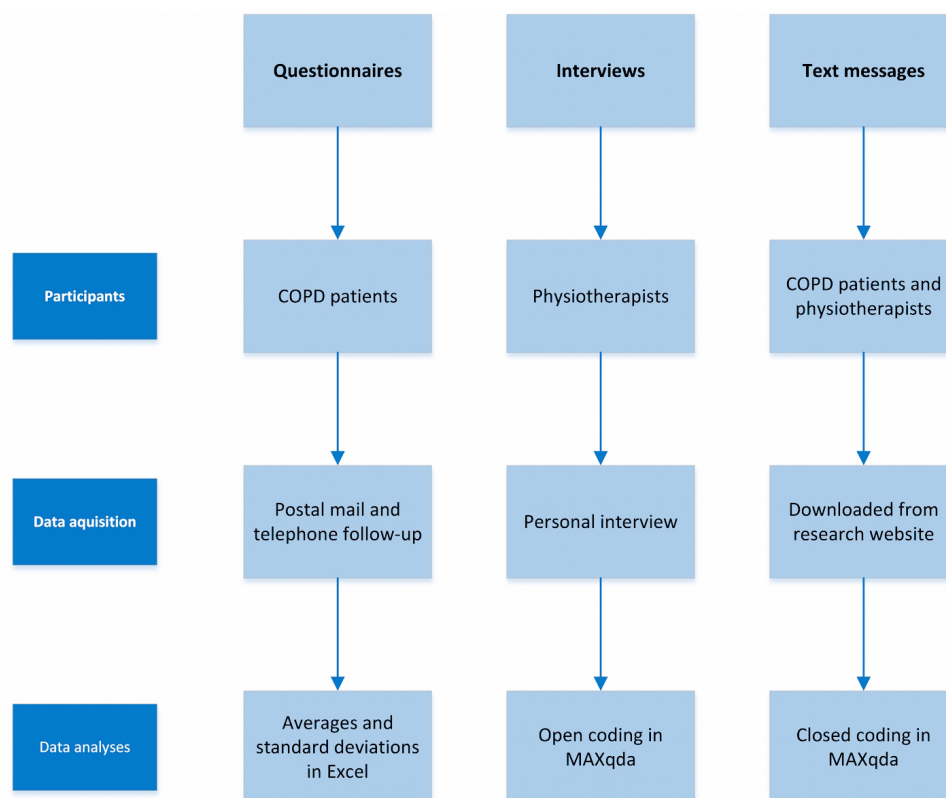 Questionnaires
Interviews
Text messages
Participants
COPD patients
Physiotherapists
COPD patients and
physiotherapists
Data aquisition
Postal mail and
telephone follow-up
Personal interview
Downloaded from
research website
Data analyses
Averages and
standard deviations
in Excel
Open coding in
MAXqda
Closed coding in
MAXqda